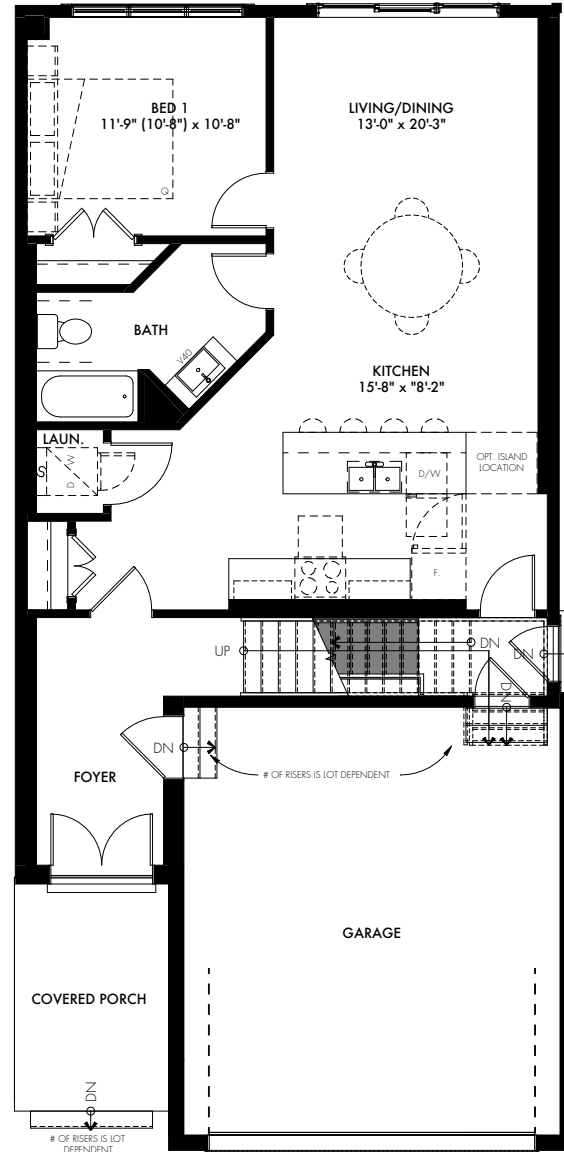 BED 1
11'-9" (10'-8") x 10'-8"
LIVING/DINING
13'-0" x 20'-3"
Q
BATH
V40
KITCHEN
15'-8" x "8'-2"
LAUN.
S
D
W
D/W
OPT. ISLAND
LOCATION
F.
UP
DN
DN
DN
DN
# OF RISERS IS LOT DEPENDENT
FOYER
GARAGE
COVERED PORCH
DN
# OF RISERS IS LOT
DEPENDENT